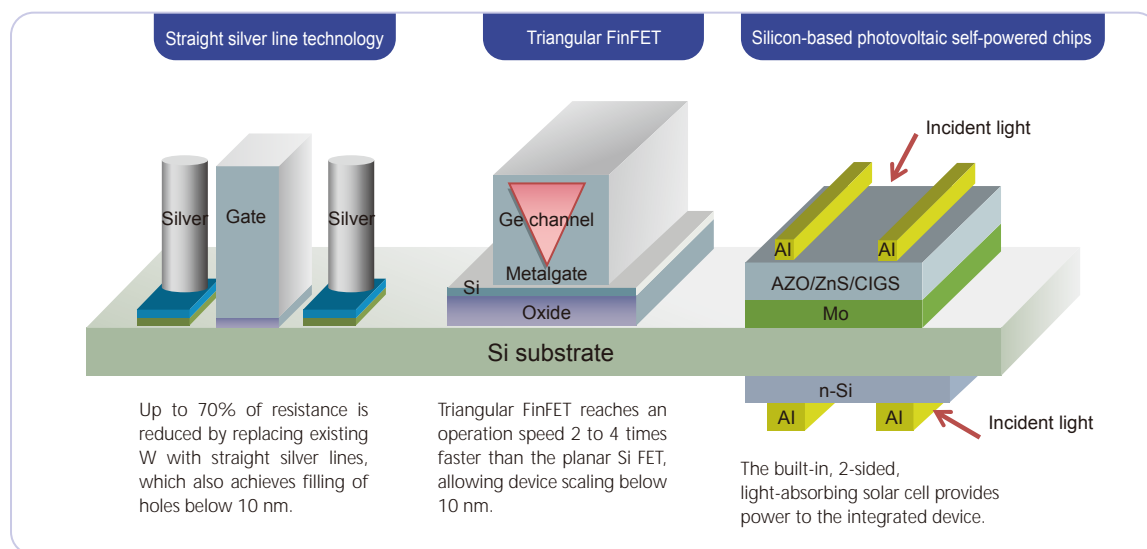 Straight silver line technology
Triangular FinFET
Silicon-based photovoltaic self-powered chips
Incident light
Silver
Gate
Silver
Ge channel
Metalgate
Si
Oxide
Al
Al
AZO/ZnS/CIGS
Mo
Si substrate
n-Si
Al
Al
Incident light
Up to 70% of resistance is
reduced by replacing existing
W with straight silver lines,
which also achieves filling of
holes below 10 nm.
Triangular FinFET reaches an
operation speed 2 to 4 times
faster than the planar Si FET,
allowing device scaling below
10 nm.
The built-in, 2-sided,
light-absorbing solar cell provides
power to the integrated device.